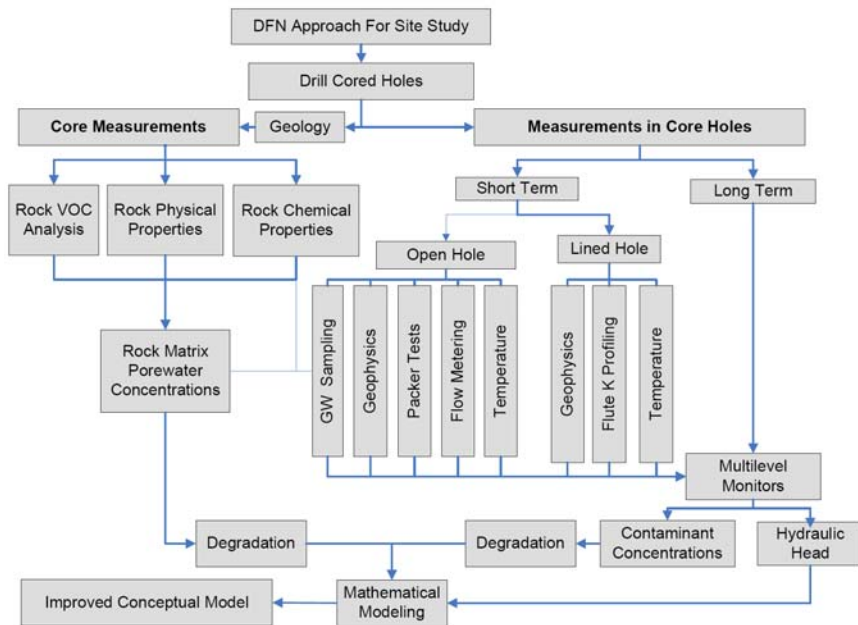 DFN Approach For Site Study
Drill Cored Holes
Core Measurements
Geology
Measurements in Core Holes
Short Term
Long Term
Rock VOC
Analysis
Rock Physical
Properties
Rock Chemical
Properties
Open Hole
Lined Hole
GW Sampling
Geophysics
Packer Tests
Flow Metering
Temperature
Geophysics
Flute K Profiling
Temperature
Rock Matrix
Porewater
Concentrations
Multilevel
Monitors
Degradation
Degradation
Contaminant
Concentrations
Hydraulic
Head
Improved Conceptual Model
Mathematical
Modeling